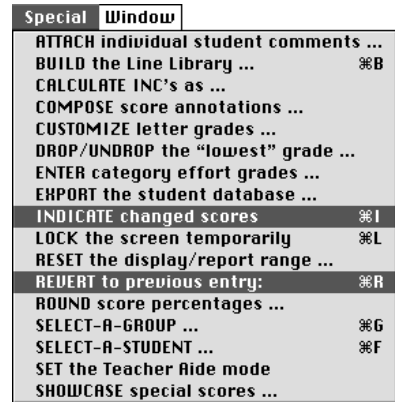 Special Window
ATTACH individual student comments ...
BUILD the Line Library ... ⌘B
CALCULATE INC's as ...
COMPOSE score annotations ...
CUSTOMIZE letter grades ...
DROP/UNDROP the “lowest” grade ...
ENTER category effort grades ...
EXPORT the student database ...
INDICATE changed scores ⌘I
LOCK the screen temporarily ⌘L
RESET the display/report range ...
REVERT to previous entry: ⌘R
ROUND score percentages ...
SELECT-A-GROUP ... ⌘G
SELECT-A-STUDENT ... ⌘F
SET the Teacher Aide mode
SHOWCASE special scores ...